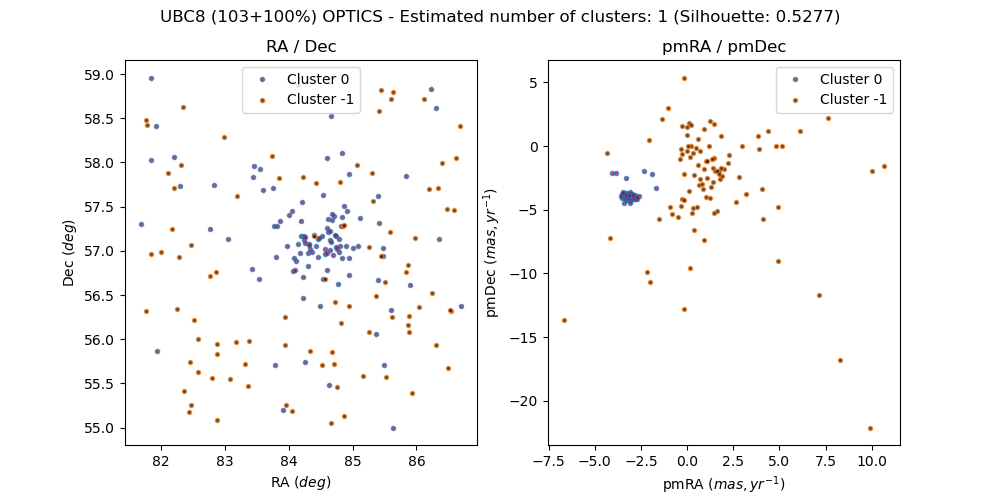 UBC8 (103+100%) OPTICS - Estimated number of clusters: 1 (Silhouette: 0.5277)
RA / Dec
Cluster 0
Cluster -1
59.0
58.5
58.0
57.5
57.0
56.5
56.0
55.5
55.0
Dec (deg)
82 83 84 85 86
RA (deg)
pmRA / pmDec
Cluster 0
Cluster -1
5
0
−5
−10
−15
−20
pmDec (mas, yr⁻¹)
−7.5 −5.0 −2.5 0.0 2.5 5.0 7.5 10.0
pmRA (mas, yr⁻¹)